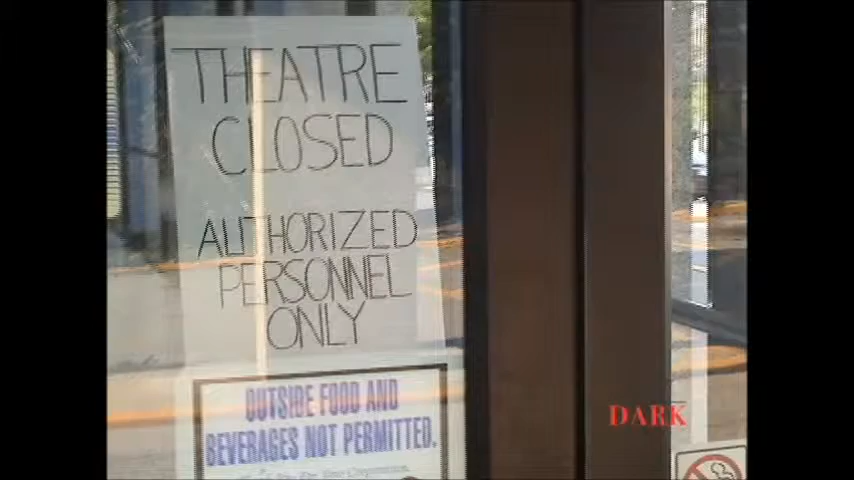 THEATRE
CLOSED
AUTHORIZED
PERSONNEL
ONLY
OUTSIDE FOOD AND
BEVERAGES NOT PERMITTED.
DARK